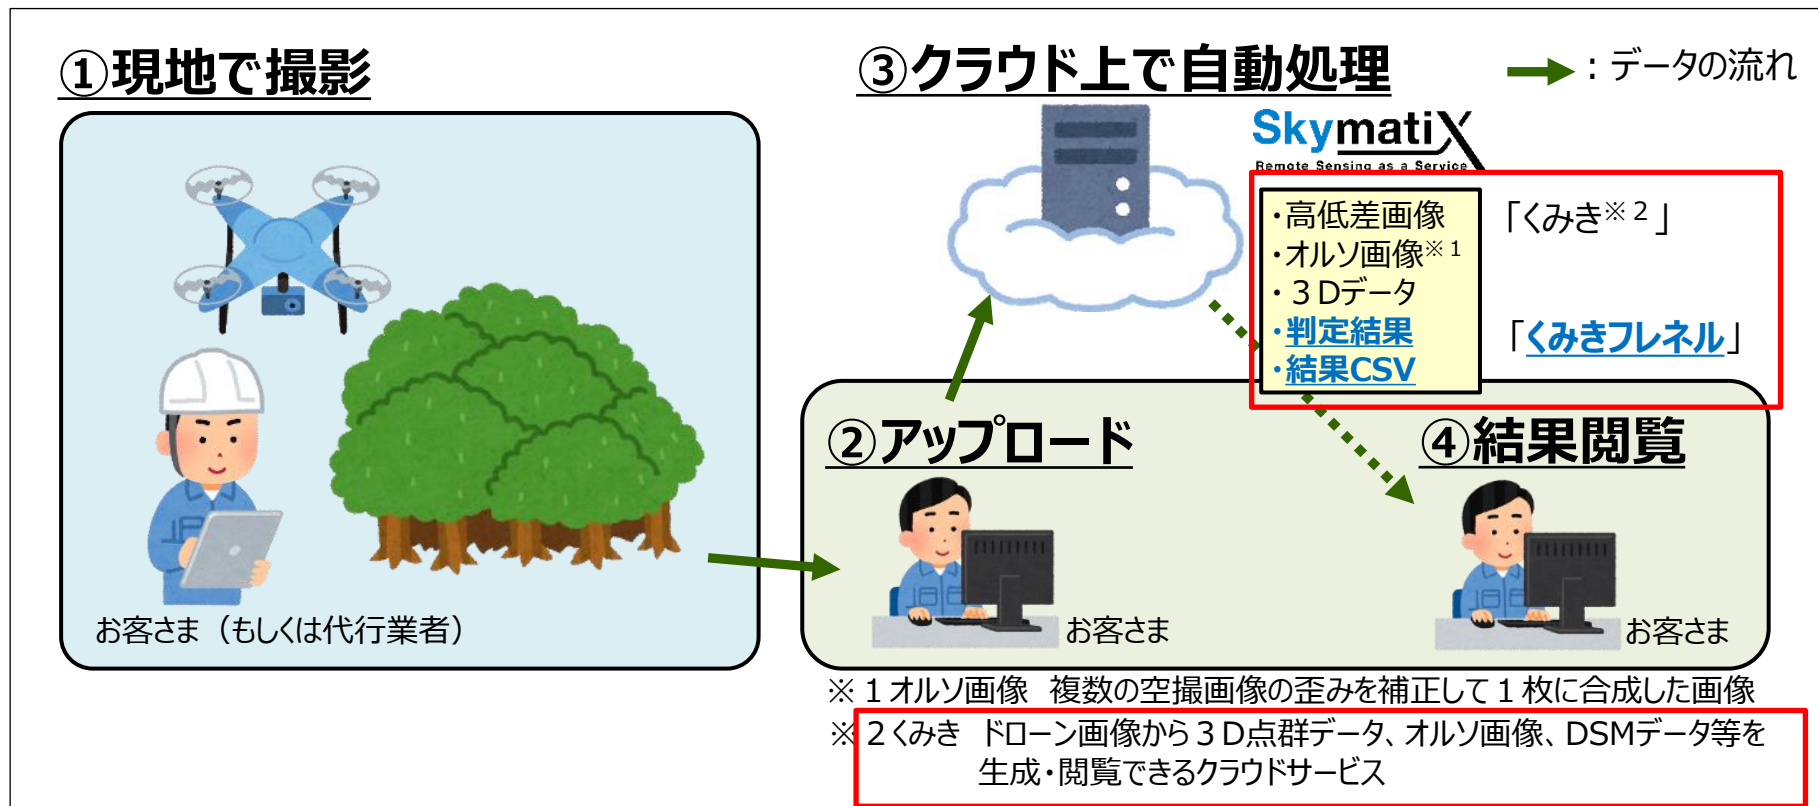 ①現地で撮影
お客さま（もしくは代行業者）
③クラウド上で自動処理
：データの流れ
SkymatiX
Remote Sensing as a Service
・高低差画像
・オルソ画像※１
・３Dデータ
・判定結果
・結果CSV
「くみき※２」
「くみきフレネル」
②アップロード
お客さま
④結果閲覧
お客さま
※１オルソ画像　複数の空撮画像の歪みを補正して１枚に合成した画像
※２くみき　ドローン画像から３D点群データ、オルソ画像、DSMデータ等を
生成・閲覧できるクラウドサービス